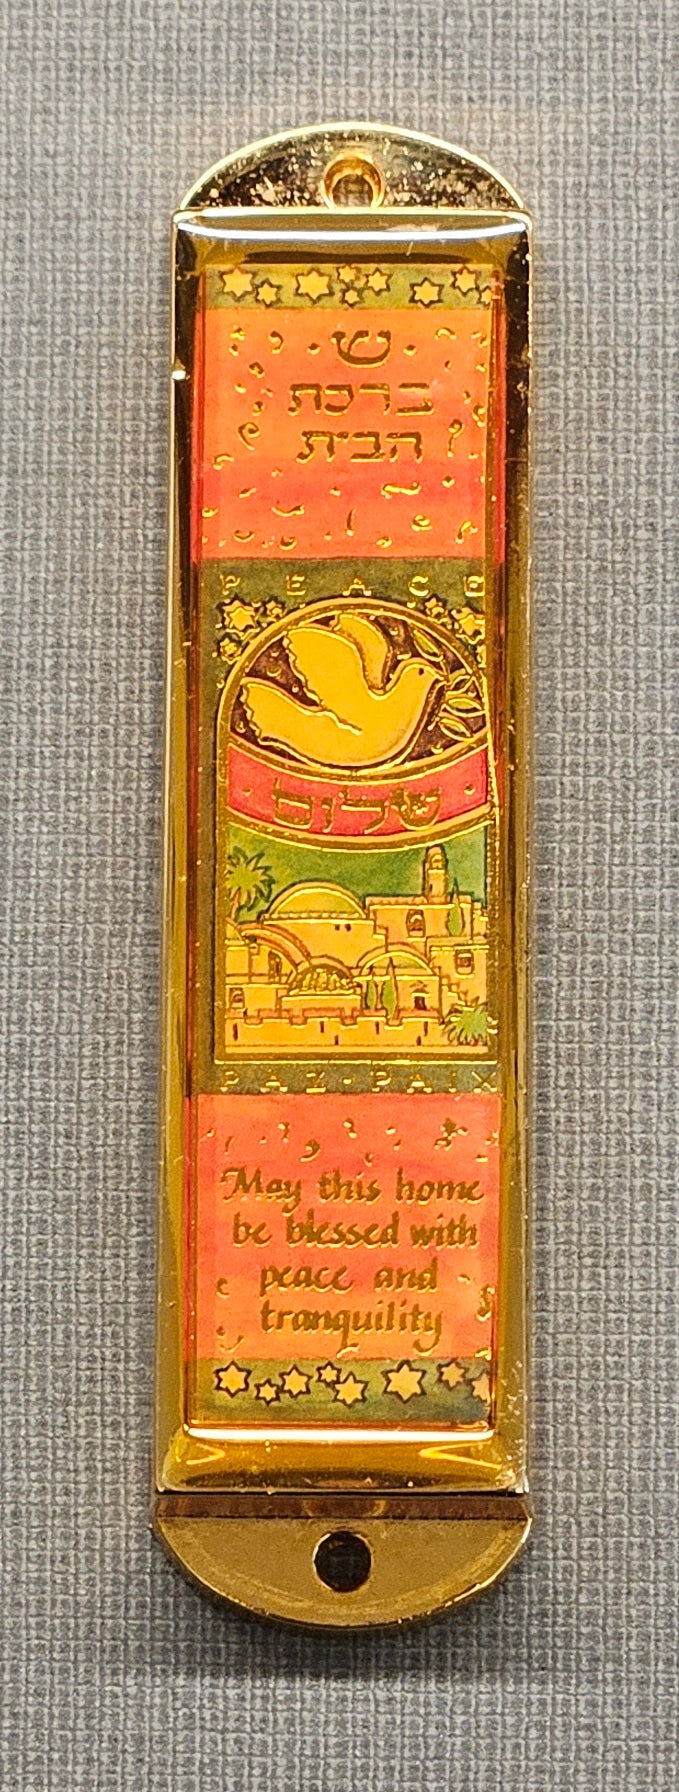 ש
ברכת
הבית
PEACE
שלום
PAZ · PAIX
May this home
be blessed with
peace and
tranquility